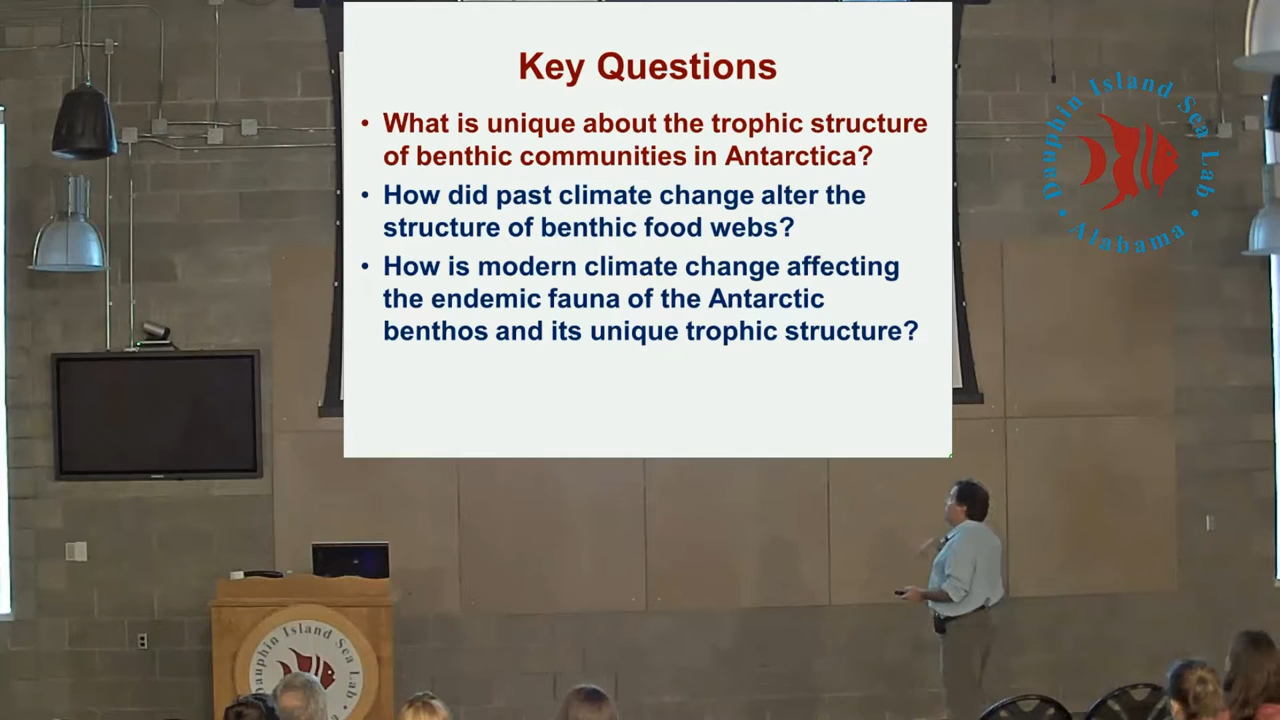 Key Questions
• What is unique about the trophic structure
of benthic communities in Antarctica?
• How did past climate change alter the
structure of benthic food webs?
• How is modern climate change affecting
the endemic fauna of the Antarctic
benthos and its unique trophic structure?
Dauphin Island Sea Lab
• Alabama •
Dauphin Island Sea Lab